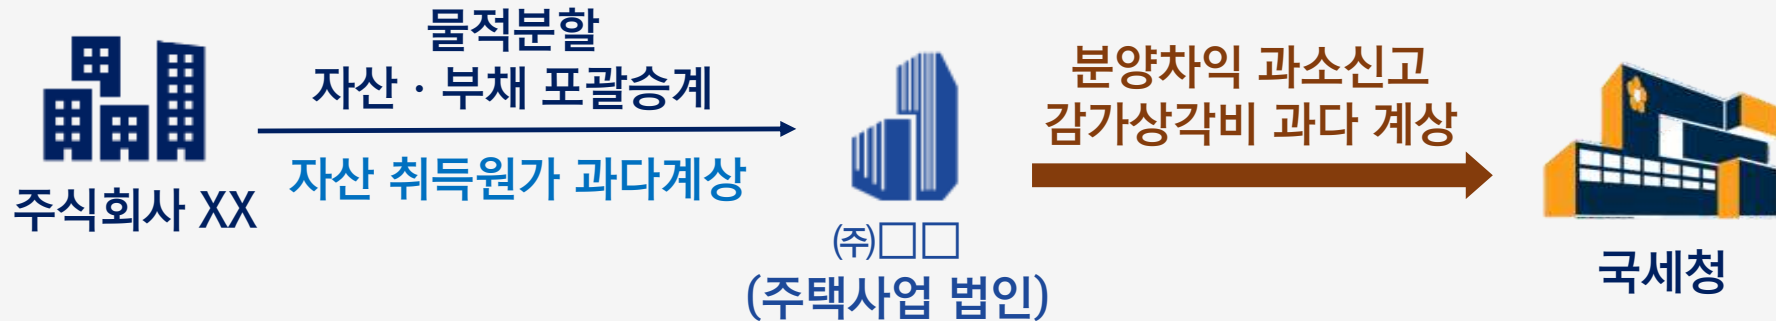 물적분할
자산 · 부채 포괄승계
자산 취득원가 과다계상
주식회사 XX
분양차익 과소신고
감가상각비 과다 계상
㈜□□
(주택사업 법인)
국세청